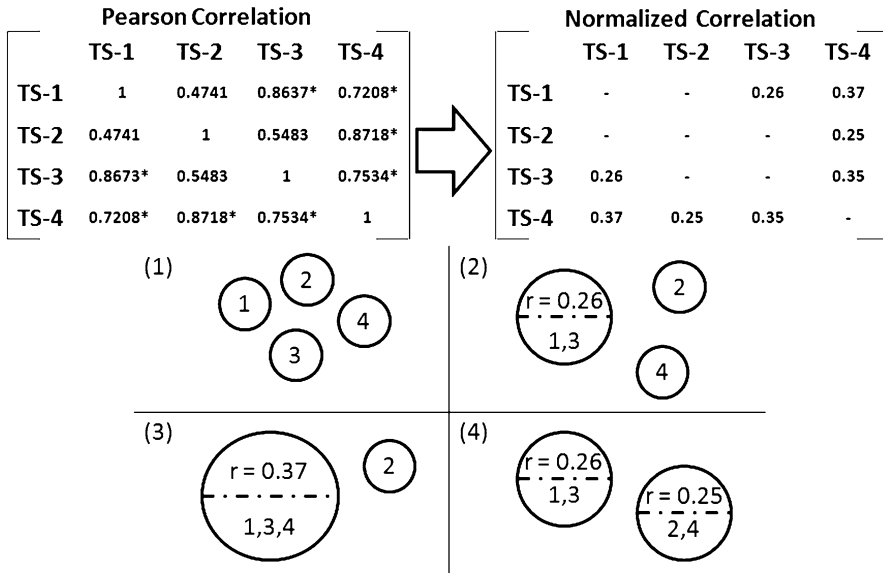 Pearson Correlation
TS-1 TS-2 TS-3 TS-4
TS-1 1 0.4741 0.8637* 0.7208*
TS-2 0.4741 1 0.5483 0.8718*
TS-3 0.8673* 0.5483 1 0.7534*
TS-4 0.7208* 0.8718* 0.7534* 1
Normalized Correlation
TS-1 TS-2 TS-3 TS-4
TS-1 - - 0.26 0.37
TS-2 - - - 0.25
TS-3 0.26 - - 0.35
TS-4 0.37 0.25 0.35 -
(1)
2
1
4
3
(2)
r = 0.26
1,3
2
4
(3)
r = 0.37
1,3,4
2
(4)
r = 0.26
1,3
r = 0.25
2,4